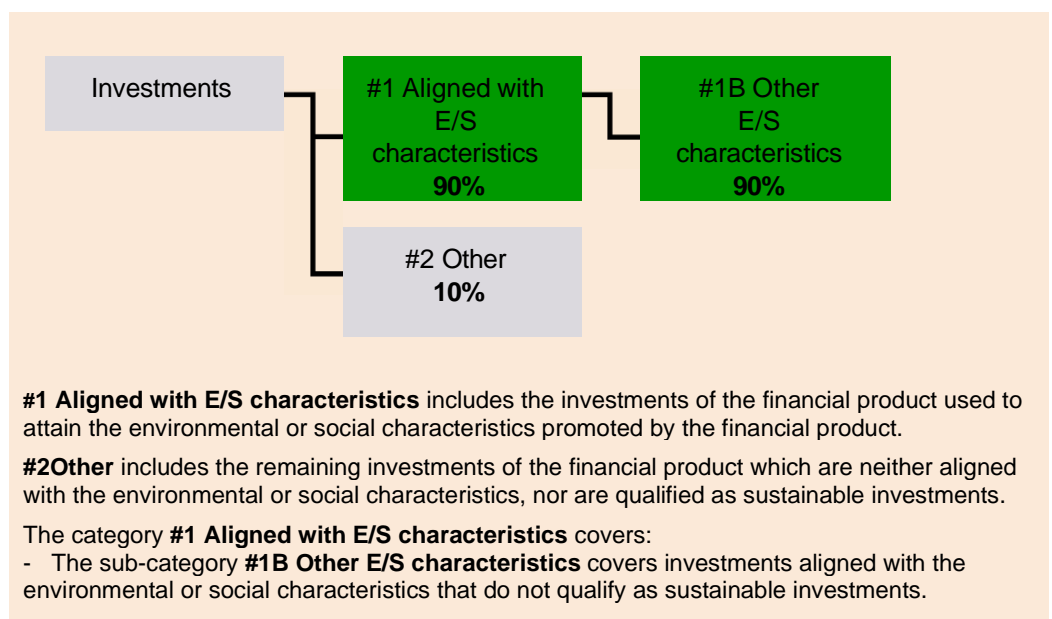 Investments
#1 Aligned with
E/S
characteristics
90%
#1B Other
E/S
characteristics
90%
#2 Other
10%
#1 Aligned with E/S characteristics includes the investments of the financial product used to
attain the environmental or social characteristics promoted by the financial product.
#2Other includes the remaining investments of the financial product which are neither aligned
with the environmental or social characteristics, nor are qualified as sustainable investments.
The category #1 Aligned with E/S characteristics covers:
- The sub-category #1B Other E/S characteristics covers investments aligned with the
environmental or social characteristics that do not qualify as sustainable investments.